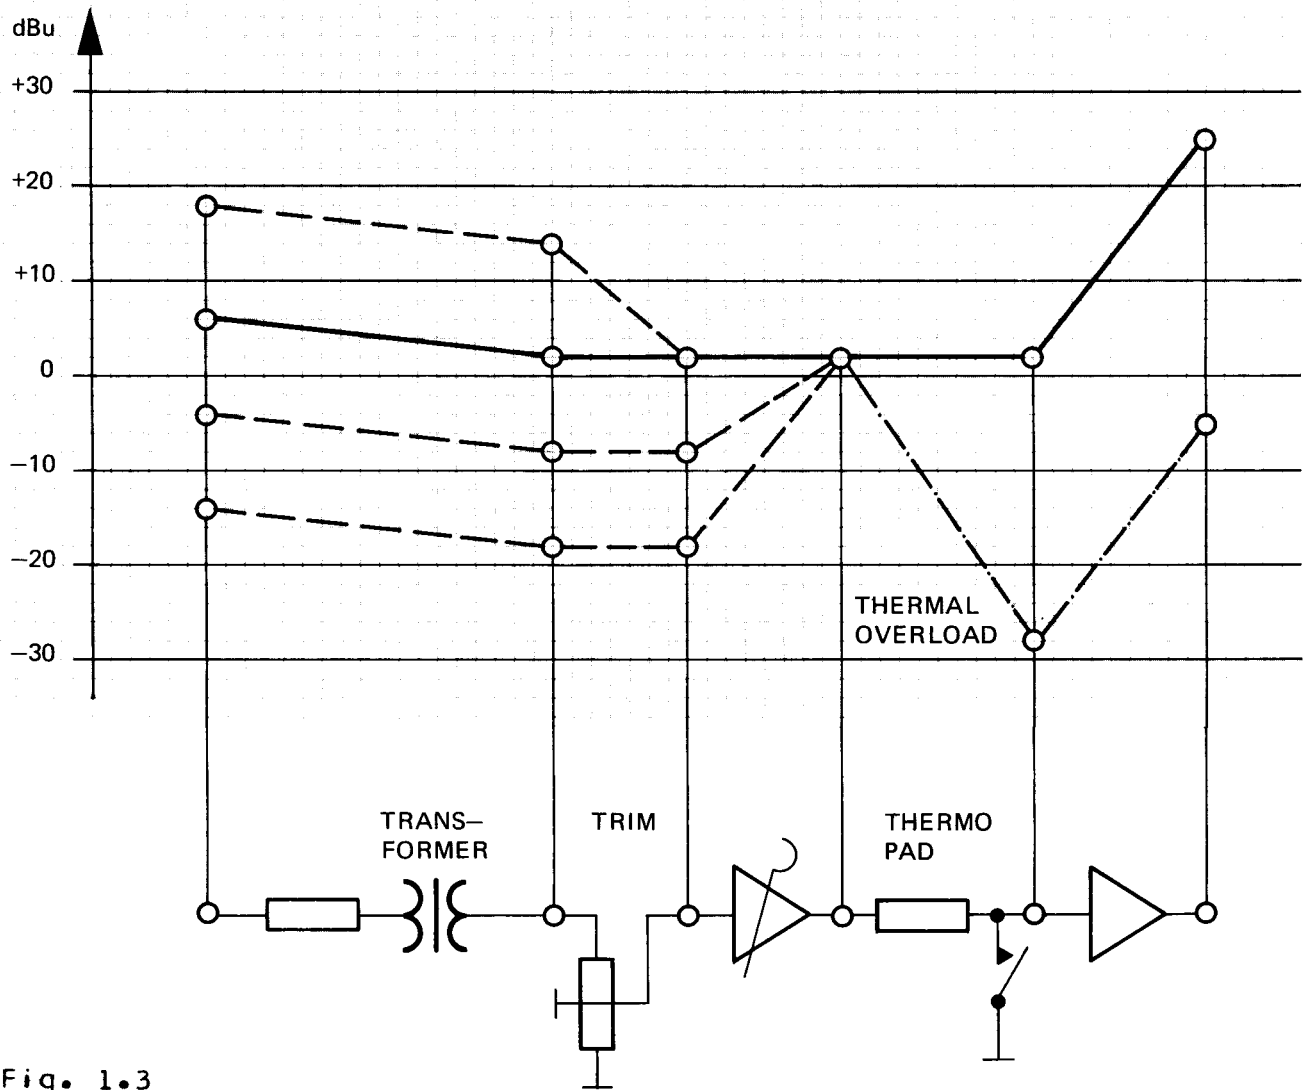 dBu
+30
+20
+10
0
−10
−20
−30
THERMAL
OVERLOAD
TRANS−
FORMER
TRIM
THERMO
PAD
Fig. 1.3